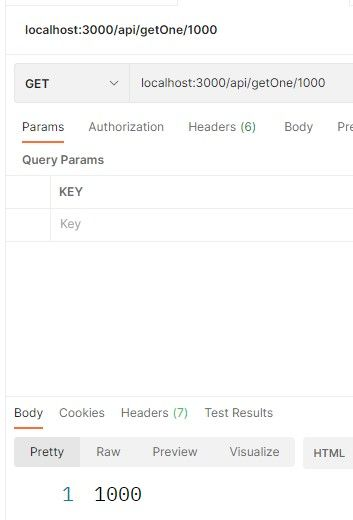 localhost:3000/api/getOne/1000
GET localhost:3000/api/getOne/1000
Params Authorization Headers (6) Body Pre
Query Params
KEY
Key
Body Cookies Headers (7) Test Results
Pretty Raw Preview Visualize HTML
1 1000